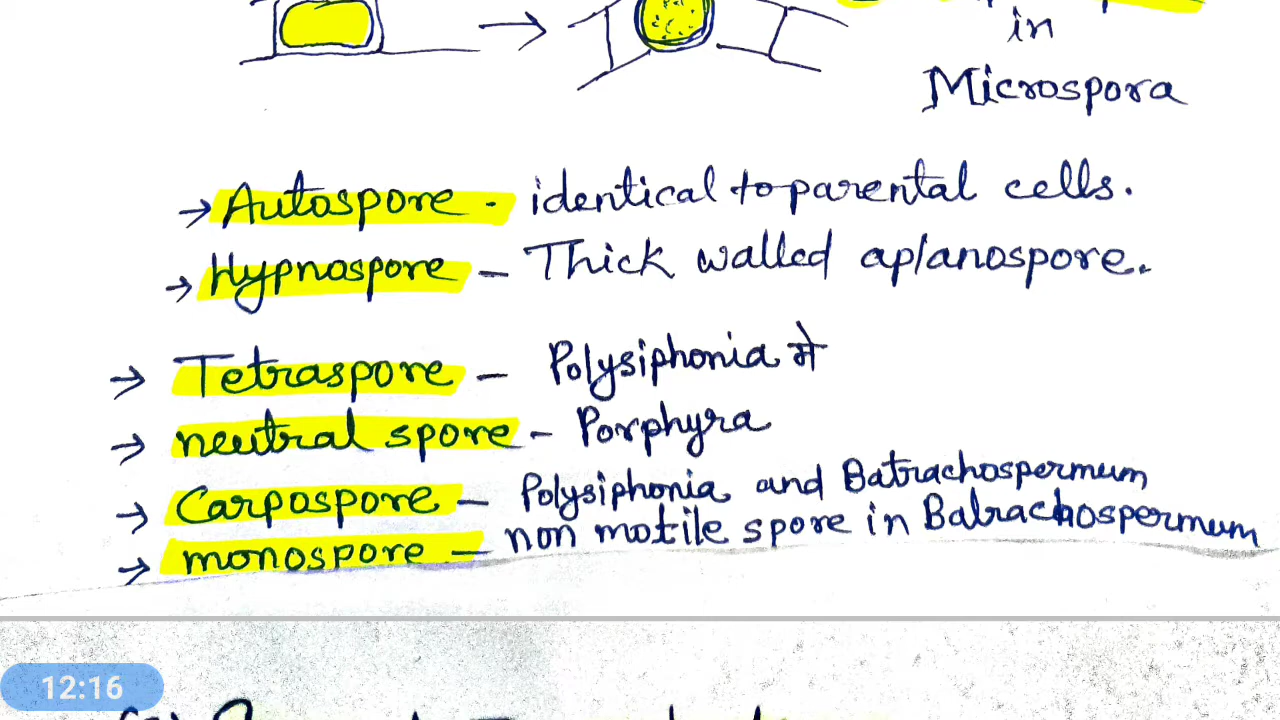 in
Microspora
→ Autospore - identical to parental cells.
→ Hypnospore – Thick walled aplanospore.
→ Tetraspore – Polysiphonia में
→ neutral spore – Porphyra
→ Carpospore – Polysiphonia and Batrachospermum
→ monospore – non motile spore in Batrachospermum
12:16